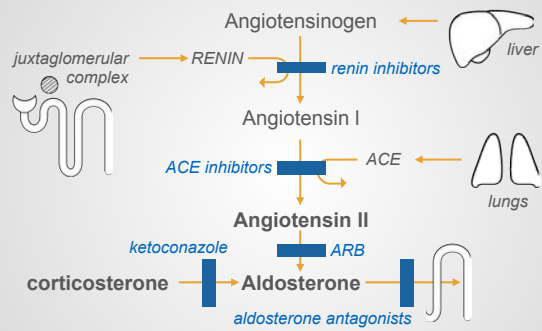 Angiotensinogen
liver
juxtaglomerular
complex
RENIN
renin inhibitors
Angiotensin I
ACE inhibitors
ACE
lungs
Angiotensin II
ketoconazole
ARB
corticosterone
Aldosterone
aldosterone antagonists